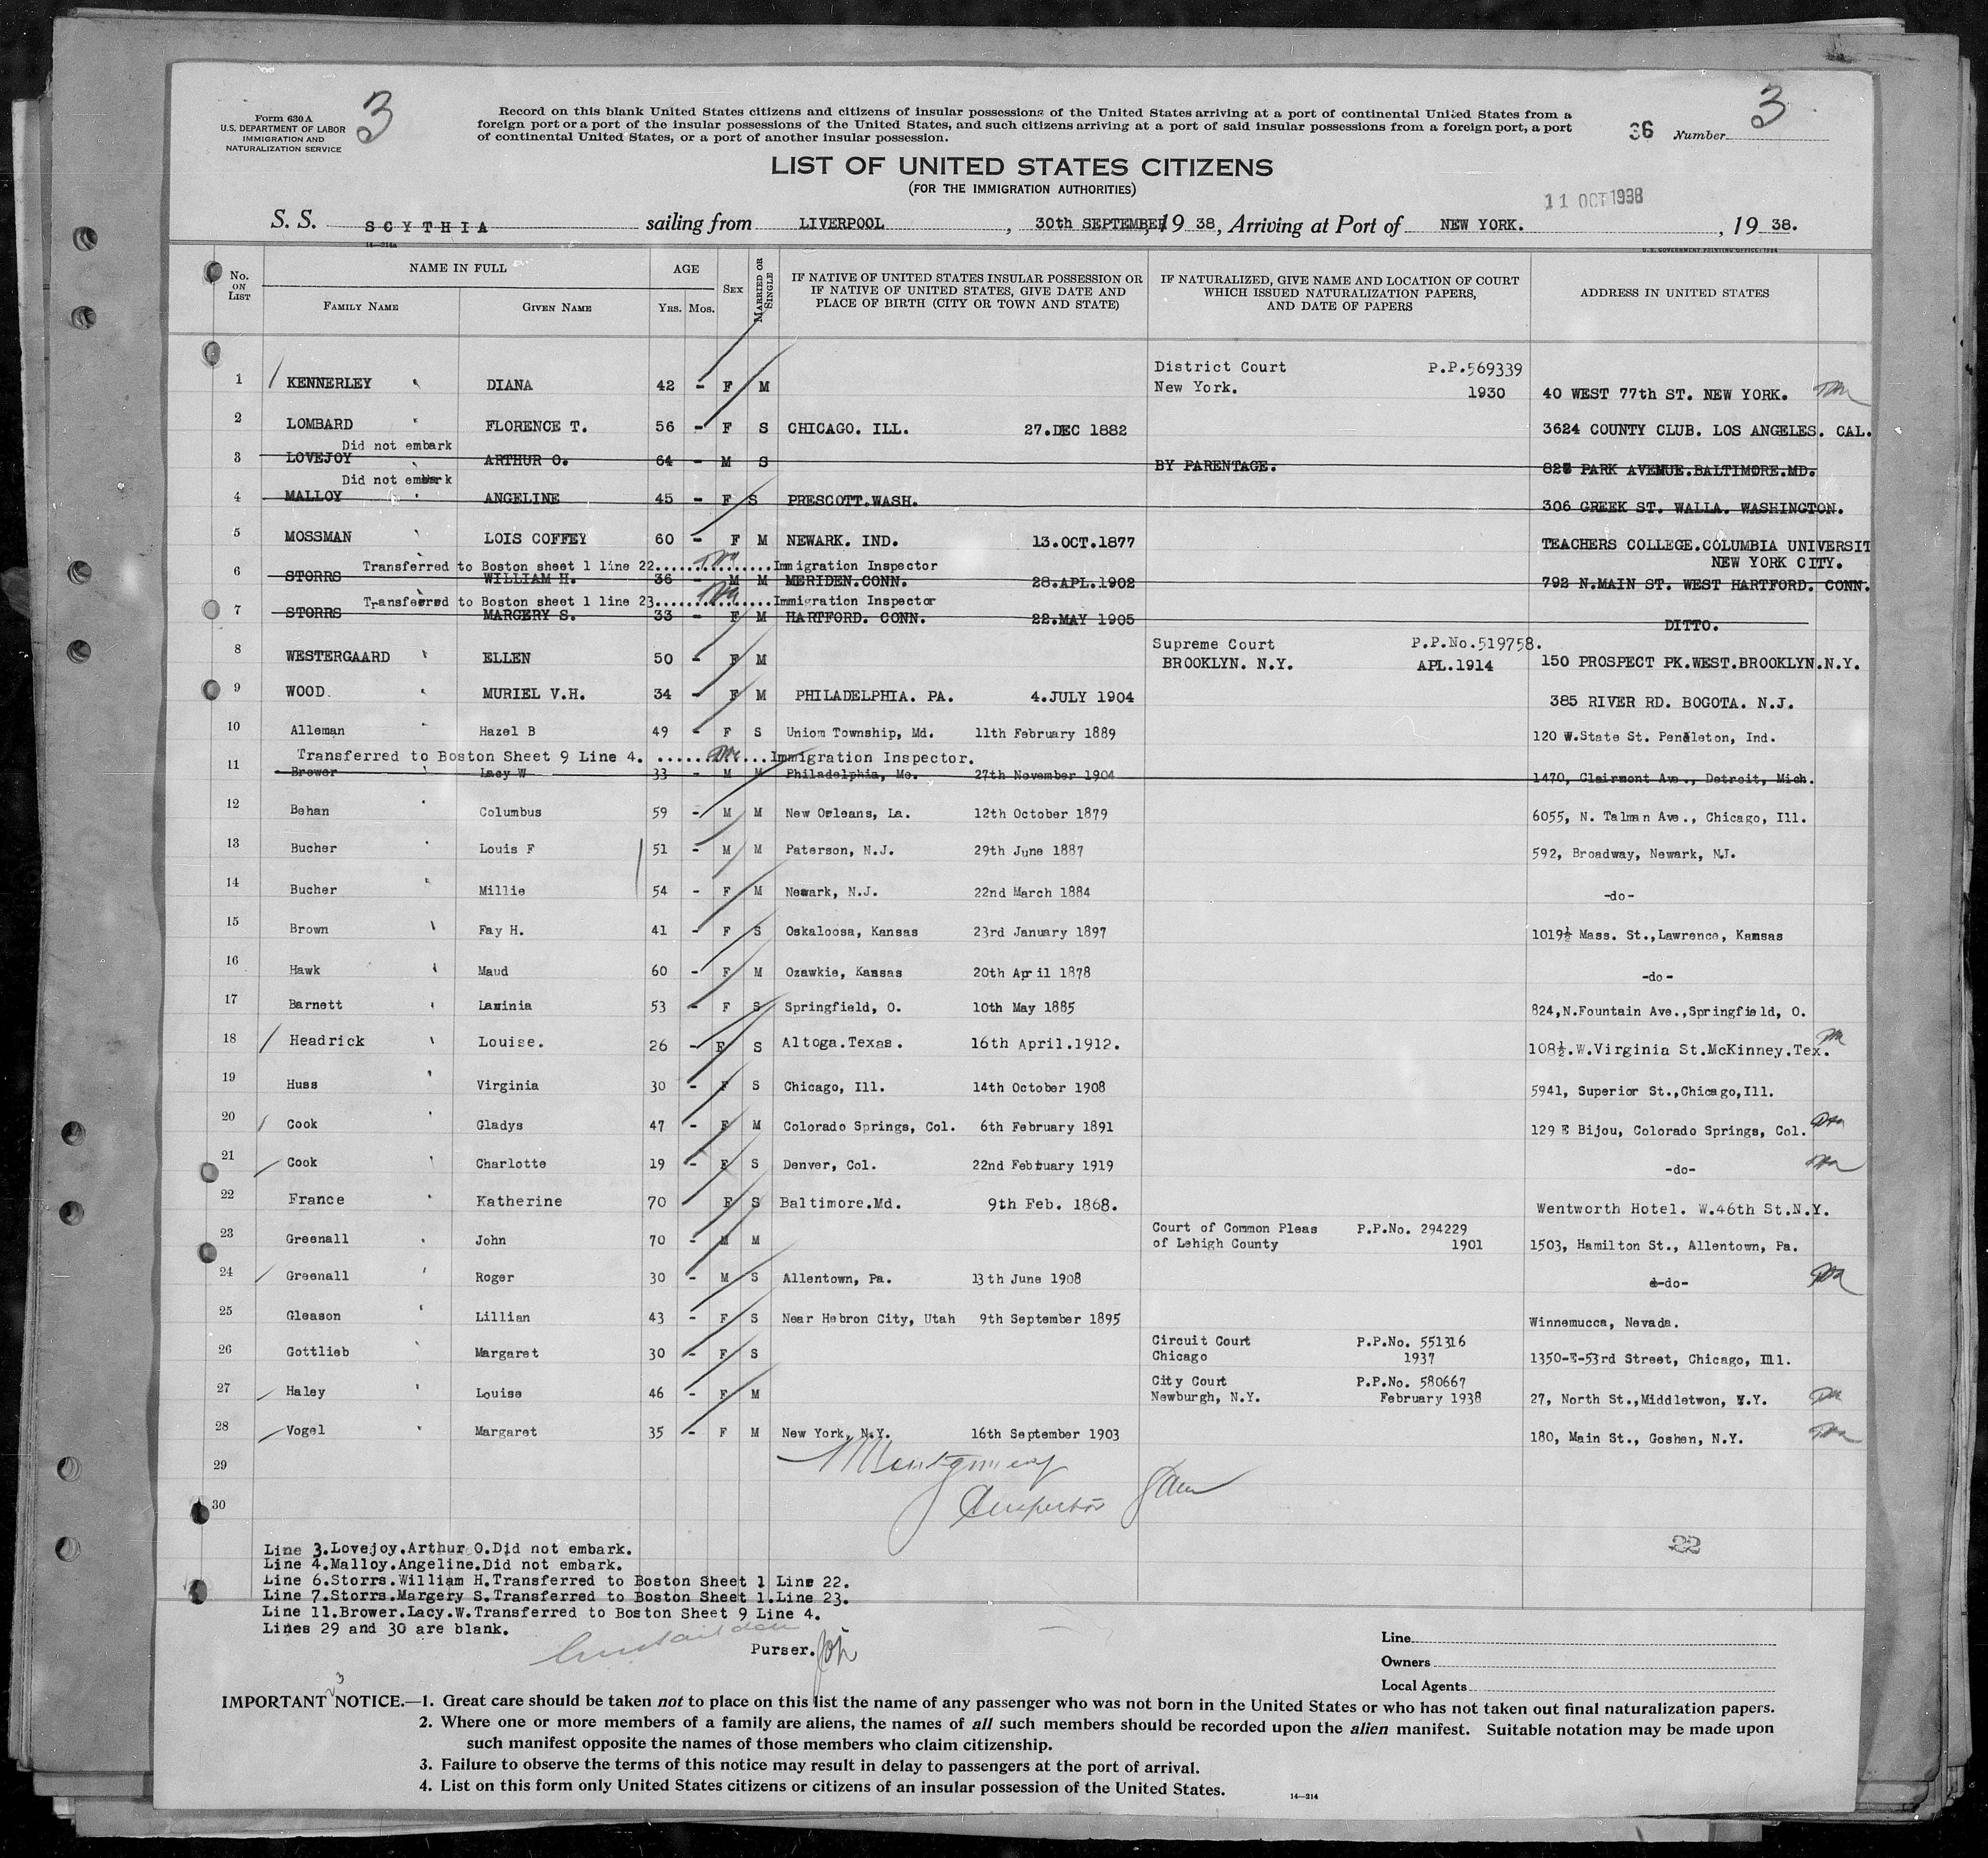 3
3
Form 630 A
U.S. DEPARTMENT OF LABOR
IMMIGRATION AND
NATURALIZATION SERVICE
Record on this blank United States citizens and citizens of insular possessions of the United States arriving at a port of continental United States from a
foreign port or a port of the insular possessions of the United States, and such citizens arriving at a port of said insular possessions from a foreign port, a port
of continental United States, or a port of another insular possession.
36 Number
LIST OF UNITED STATES CITIZENS
(FOR THE IMMIGRATION AUTHORITIES)
11 OCT 1938
S. S. SCYTHIA sailing from LIVERPOOL, 30th SEPTEMBER, 19 38, Arriving at Port of NEW YORK., 19 38.
14—214a
U. S. GOVERNMENT PRINTING OFFICE: 1936
No. ON LIST NAME IN FULL AGE SEX MARRIED OR SINGLE IF NATIVE OF UNITED STATES INSULAR POSSESSION OR IF NATIVE OF UNITED STATES, GIVE DATE AND PLACE OF BIRTH (CITY OR TOWN AND STATE) IF NATURALIZED, GIVE NAME AND LOCATION OF COURT WHICH ISSUED NATURALIZATION PAPERS, AND DATE OF PAPERS ADDRESS IN UNITED STATES
FAMILY NAME GIVEN NAME Yrs. Mos.
District Court P.P.569339
1 KENNERLEY DIANA 42 - F M New York. 1930 40 WEST 77th ST. NEW YORK.
2 LOMBARD FLORENCE T. 56 - F S CHICAGO. ILL. 27.DEC 1882 3624 COUNTY CLUB. LOS ANGELES. CAL.
Did not embark
3 LOVEJOY ARTHUR O. 64 - M S BY PARENTAGE. 827 PARK AVENUE.BALTIMORE.MD.
Did not embark
4 MALLOY ANGELINE 45 - F S PRESCOTT.WASH. 306 GREEK ST. WALLA. WASHINGTON.
5 MOSSMAN LOIS COFFEY 60 - F M NEWARK. IND. 13.OCT.1877 TEACHERS COLLEGE.COLUMBIA UNIVERSIT
NEW YORK CITY.
Transferred to Boston sheet 1 line 22...............Immigration Inspector
6 STORRS WILLIAM H. 36 - M M MERIDEN.CONN. 28.APL.1902 792 N.MAIN ST. WEST HARTFORD. CONN.
Transferred to Boston sheet 1 line 23...............Immigration Inspector
7 STORRS MARGERY S. 33 - F M HARTFORD. CONN. 22.MAY 1905 DITTO.
Supreme Court P.P.No.519758.
8 WESTERGAARD ELLEN 50 - F M BROOKLYN. N.Y. APL.1914 150 PROSPECT PK.WEST.BROOKLYN.N.Y.
9 WOOD. MURIEL V.H. 34 - F M PHILADELPHIA. PA. 4.JULY 1904 385 RIVER RD. BOGOTA. N.J.
10 Alleman Hazel B 49 - F S Uniom Township, Md. 11th February 1889 120 W.State St. Pendleton, Ind.
Transferred to Boston Sheet 9 Line 4. ...............Immigration Inspector.
11 Brower Lacy W 33 - M M Philadelphia, Mo. 27th November 1904 1470, Clairmont Ave., Detroit, Mich.
12 Behan Columbus 59 - M M New Orleans, La. 12th October 1879 6055, N. Talman Ave., Chicago, Ill.
13 Bucher Louis F 51 - M M Paterson, N.J. 29th June 1887 592, Broadway, Newark, N.J.
14 Bucher Millie 54 - F M Newark, N.J. 22nd March 1884 -do-
15 Brown Fay H. 41 - F S Oskaloosa, Kansas 23rd January 1897 1019½ Mass. St.,Lawrence, Kansas
16 Hawk Maud 60 - F M Ozawkie, Kansas 20th April 1878 -do-
17 Barnett Lavinia 53 - F S Springfield, O. 10th May 1885 824,N.Fountain Ave.,Springfield, O.
18 Headrick Louise. 26 - F S Altoga.Texas. 16th April.1912. 108½.W.Virginia St.McKinney.Tex.
19 Huss Virginia 30 - F S Chicago, Ill. 14th October 1908 5941, Superior St.,Chicago,Ill.
20 Cook Gladys 47 - F M Colorado Springs, Col. 6th February 1891 129 E Bijou, Colorado Springs, Col.
21 Cook Charlotte 19 - F S Denver, Col. 22nd February 1919 -do-
22 France Katherine 70 F S Baltimore.Md. 9th Feb. 1868. Wentworth Hotel. W.46th St.N.Y.
Court of Common Pleas P.P.No. 294229
23 Greenall John 70 - M M of Lehigh County 1901 1503, Hamilton St., Allentown, Pa.
24 Greenall Roger 30 - M S Allentown, Pa. 13th June 1908 -do-
25 Gleason Lillian 43 - F S Near Hebron City, Utah 9th September 1895 Winnemucca, Nevada.
Circuit Court P.P.No. 551316
26 Gottlieb Margaret 30 - F S Chicago 1937 1350-E-53rd Street, Chicago, Ill.
City Court P.P.No. 580667
27 Haley Louise 46 - F M Newburgh, N.Y. February 1938 27, North St.,Middletwon, N.Y.
28 Vogel Margaret 35 - F M New York, N.Y. 16th September 1903 180, Main St., Goshen, N.Y.
29 Montgomery
30 Inspector
22
Line 3.Lovejoy.Arthur O.Did not embark.
Line 4.Malloy.Angeline.Did not embark.
Line 6.Storrs.William H.Transferred to Boston Sheet 1 Line 22.
Line 7.Storrs.Margery S.Transferred to Boston Sheet 1.Line 23.
Line 11.Brower.Lacy.W.Transferred to Boston Sheet 9 Line 4.
Lines 29 and 30 are blank.
Purser.
Line
Owners
Local Agents
23
IMPORTANT NOTICE.—1. Great care should be taken not to place on this list the name of any passenger who was not born in the United States or who has not taken out final naturalization papers.
2. Where one or more members of a family are aliens, the names of all such members should be recorded upon the alien manifest. Suitable notation may be made upon
such manifest opposite the names of those members who claim citizenship.
3. Failure to observe the terms of this notice may result in delay to passengers at the port of arrival.
4. List on this form only United States citizens or citizens of an insular possession of the United States.
14—214